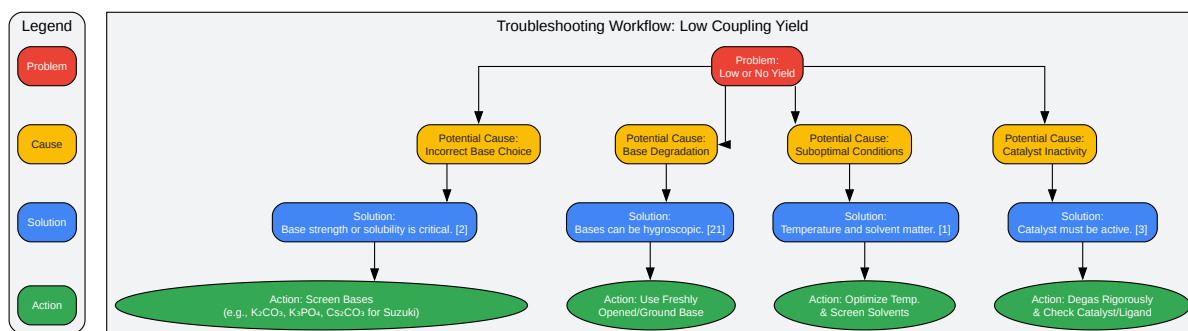 Legend
Problem
Cause
Solution
Action
Troubleshooting Workflow: Low Coupling Yield
Problem:
Low or No Yield
Potential Cause:
Incorrect Base Choice
Potential Cause:
Base Degradation
Potential Cause:
Suboptimal Conditions
Potential Cause:
Catalyst Inactivity
Solution:
Base strength or solubility is critical. [2]
Solution:
Bases can be hygroscopic. [21]
Solution:
Temperature and solvent matter. [1]
Solution:
Catalyst must be active. [3]
Action: Screen Bases
(e.g., K₂CO₃, K₃PO₄, Cs₂CO₃ for Suzuki)
Action: Use Freshly
Opened/Ground Base
Action: Optimize Temp.
& Screen Solvents
Action: Degas Rigorously
& Check Catalyst/Ligand